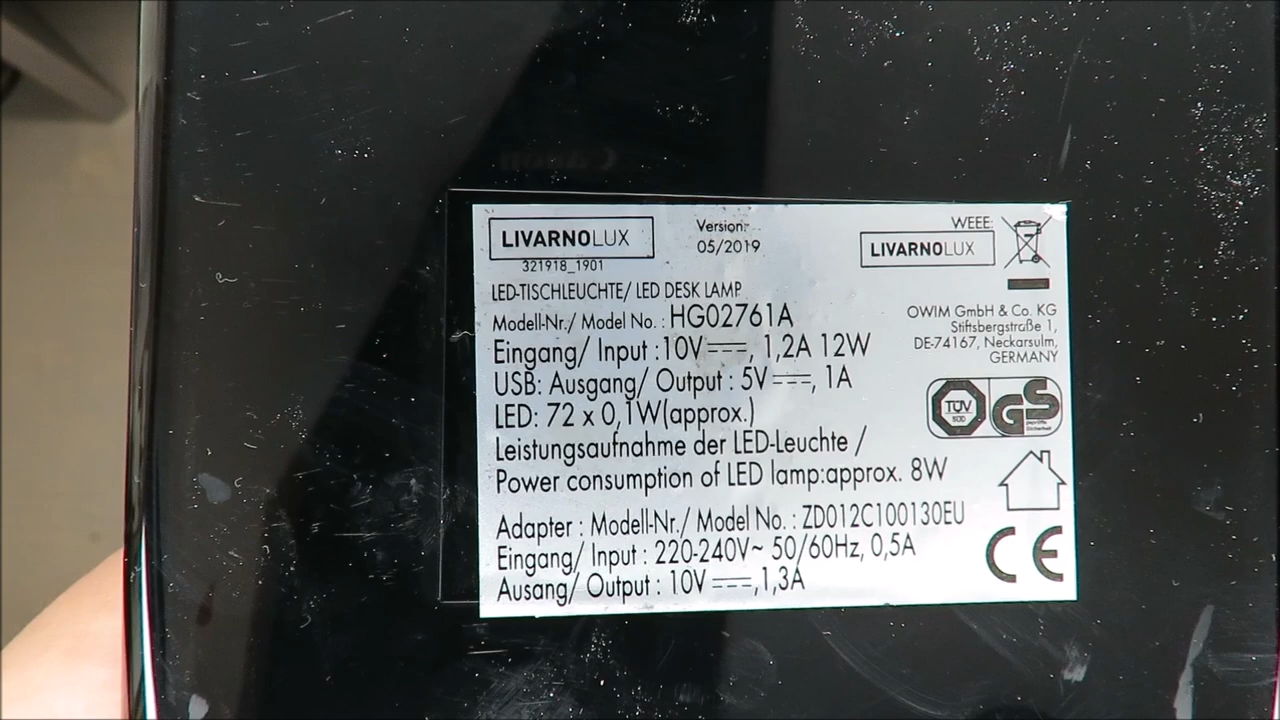 LIVARNOLUX
321918_1901
Version:
05/2019
WEEE:
LIVARNOLUX
LED-TISCHLEUCHTE/ LED DESK LAMP
Modell-Nr./ Model No. : HG02761A
Eingang/ Input : 10V⎓, 1,2A 12W
USB: Ausgang/ Output : 5V⎓, 1A
LED: 72 x 0,1W(approx.)
Leistungsaufnahme der LED-Leuchte /
Power consumption of LED lamp:approx. 8W
OWIM GmbH & Co. KG
Stiftsbergstraße 1,
DE-74167, Neckarsulm,
GERMANY
TÜV
SÜD
GS
geprüfte
Sicherheit
Adapter : Modell-Nr./ Model No. : ZD012C100130EU
Eingang/ Input : 220-240V~ 50/60Hz, 0,5A
Ausang/ Output : 10V⎓,1,3A
CE